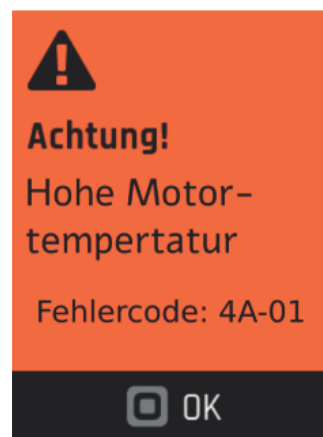 Achtung!
Hohe Motor-
tempertatur
Fehlercode: 4A-01
OK